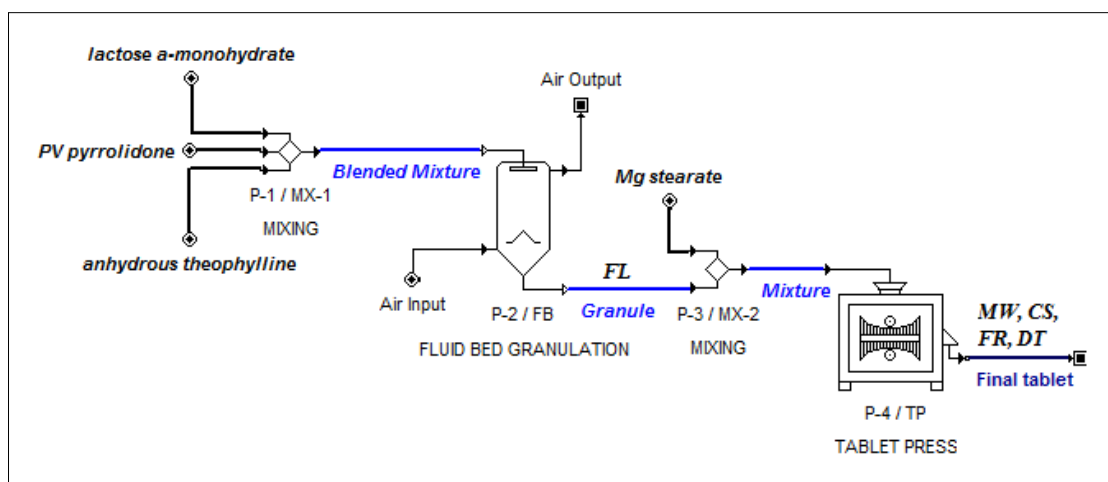 lactose a-monohydrate
Air Output
PV pyrrolidone
Blended Mixture
Mg stearate
P-1 / MX-1
MIXING
anhydrous theophylline
FL
Mixture
Air Input
P-2 / FB
Granule
P-3 / MX-2
MW, CS,
FR, DT
FLUID BED GRANULATION
MIXING
Final tablet
P-4 / TP
TABLET PRESS